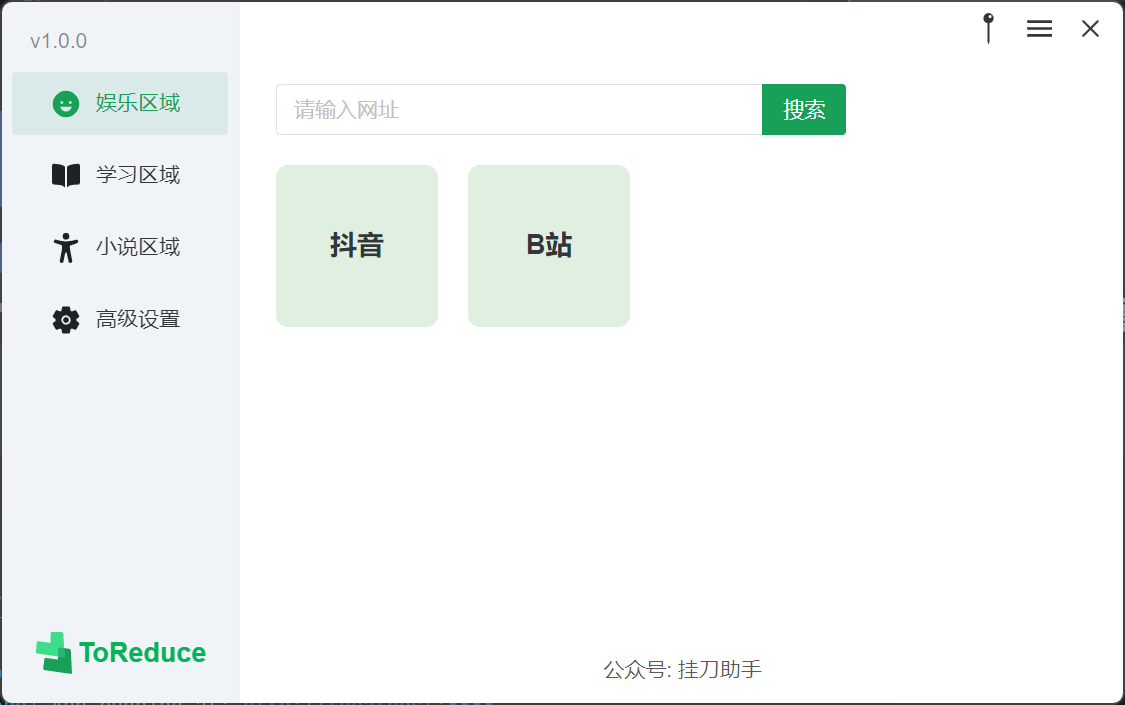 v1.0.0
娱乐区域
学习区域
小说区域
高级设置
ToReduce
请输入网址
搜索
抖音
B站
公众号: 挂刀助手